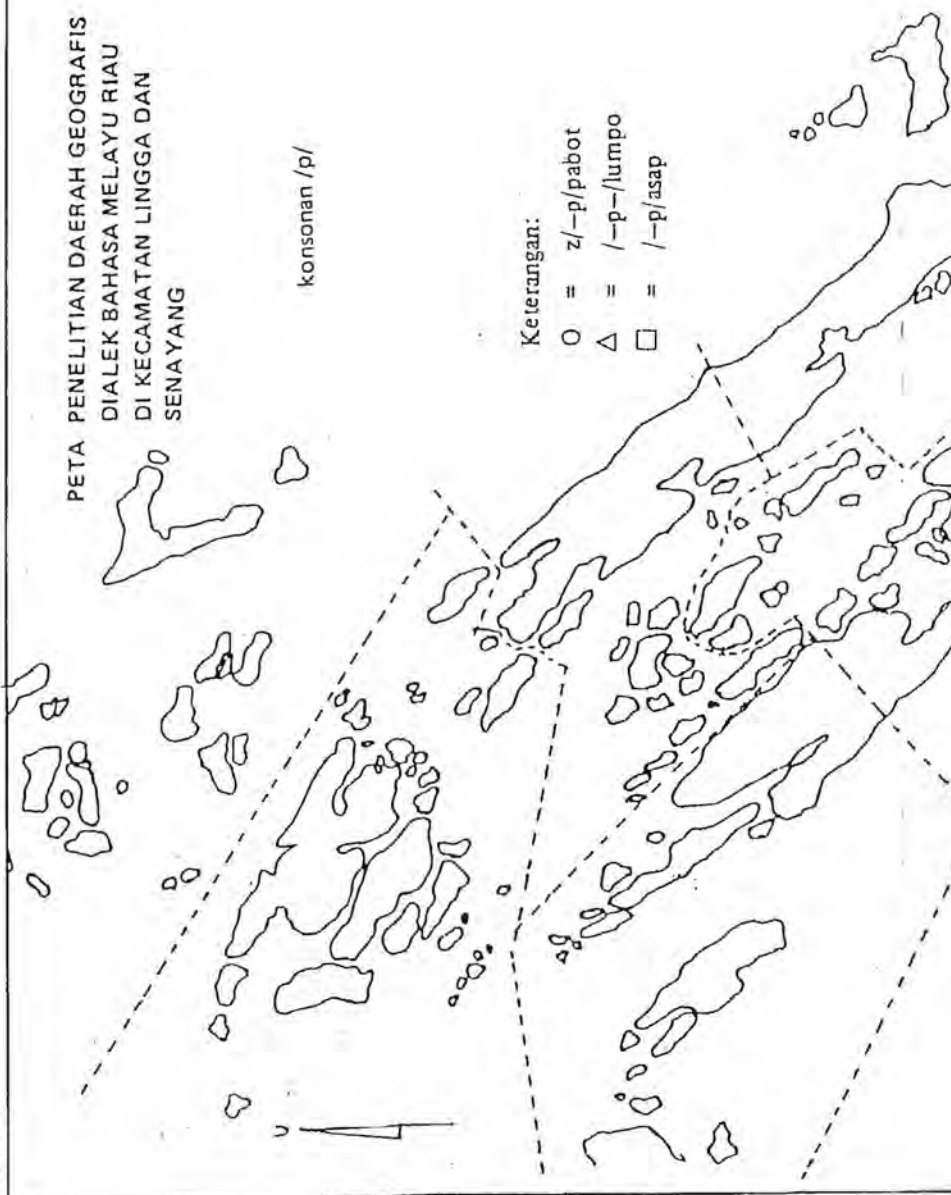 PETA PENELITIAN DAERAH GEOGRAFIS
DIALEK BAHASA MELAYU RIAU
DI KECAMATAN LINGGA DAN
SENAYANG
konsonan /p/
Keterangan:
○ = z/–p/pabot
△ = /–p–/lumpo
□ = /–p/asap